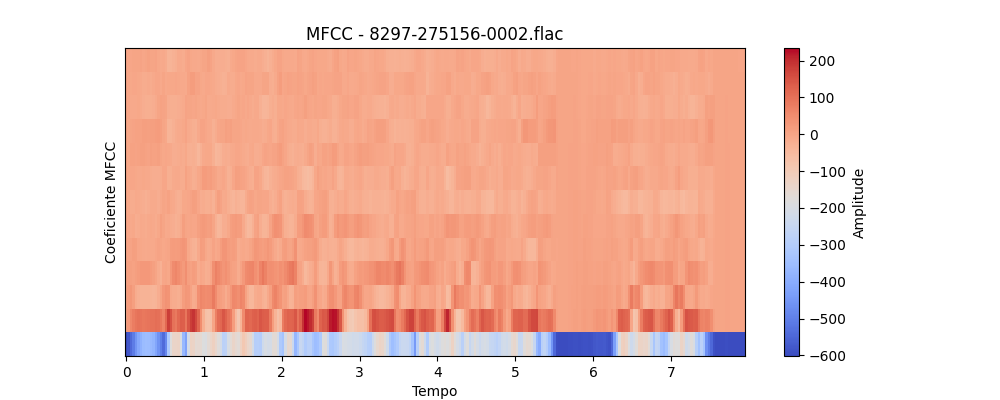 MFCC - 8297-275156-0002.flac
Coeficiente MFCC
0 1 2 3 4 5 6 7
Tempo
200
100
0
−100
−200
−300
−400
−500
−600
Amplitude